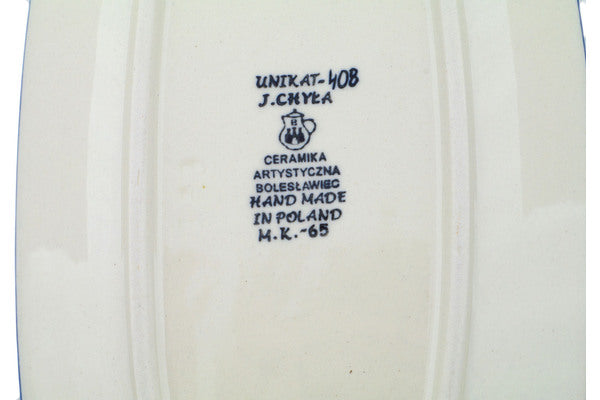 UNIKAT-408
J.CHYŁA
B
CERAMIKA
ARTYSTYCZNA
BOLESŁAWIEC
HAND MADE
IN POLAND
M.K.-65